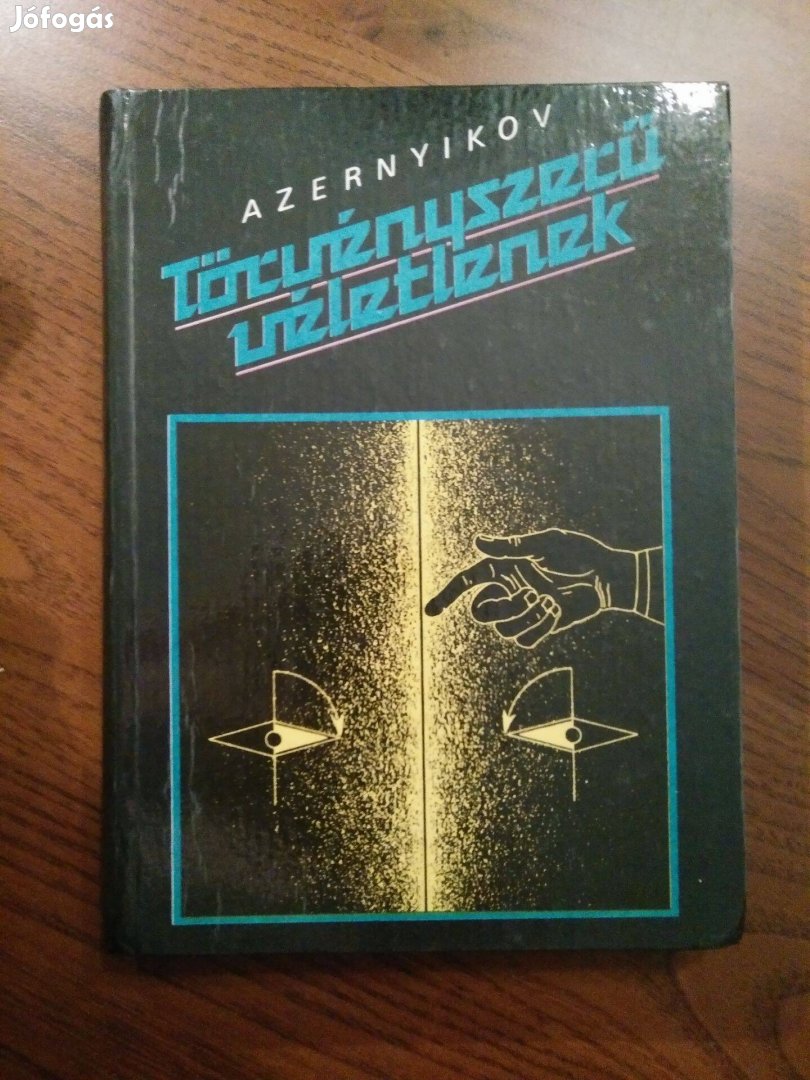 Jófogás
AZERNYIKOV
Törvényszerű
véletlenek